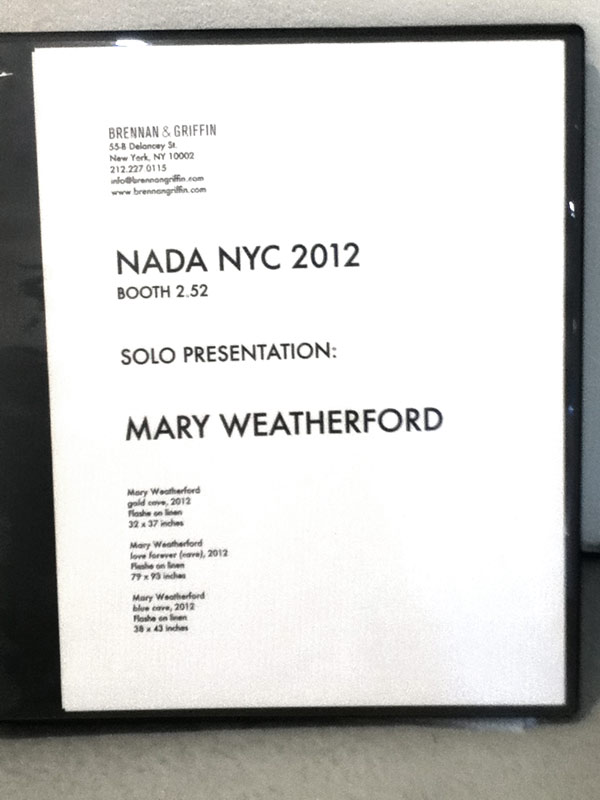 BRENNAN & GRIFFIN
55-B Delancey St.
New York, NY 10002
212.227 0115
info@brennangriffin.com
www.brennangriffin.com
NADA NYC 2012
BOOTH 2.52
SOLO PRESENTATION:
MARY WEATHERFORD
Mary Weatherford
gold cave, 2012
Flashe on linen
32 x 37 inches
Mary Weatherford
love forever (cave), 2012
Flashe on linen
79 x 93 inches
Mary Weatherford
blue cave, 2012
Flashe on linen
38 x 43 inches